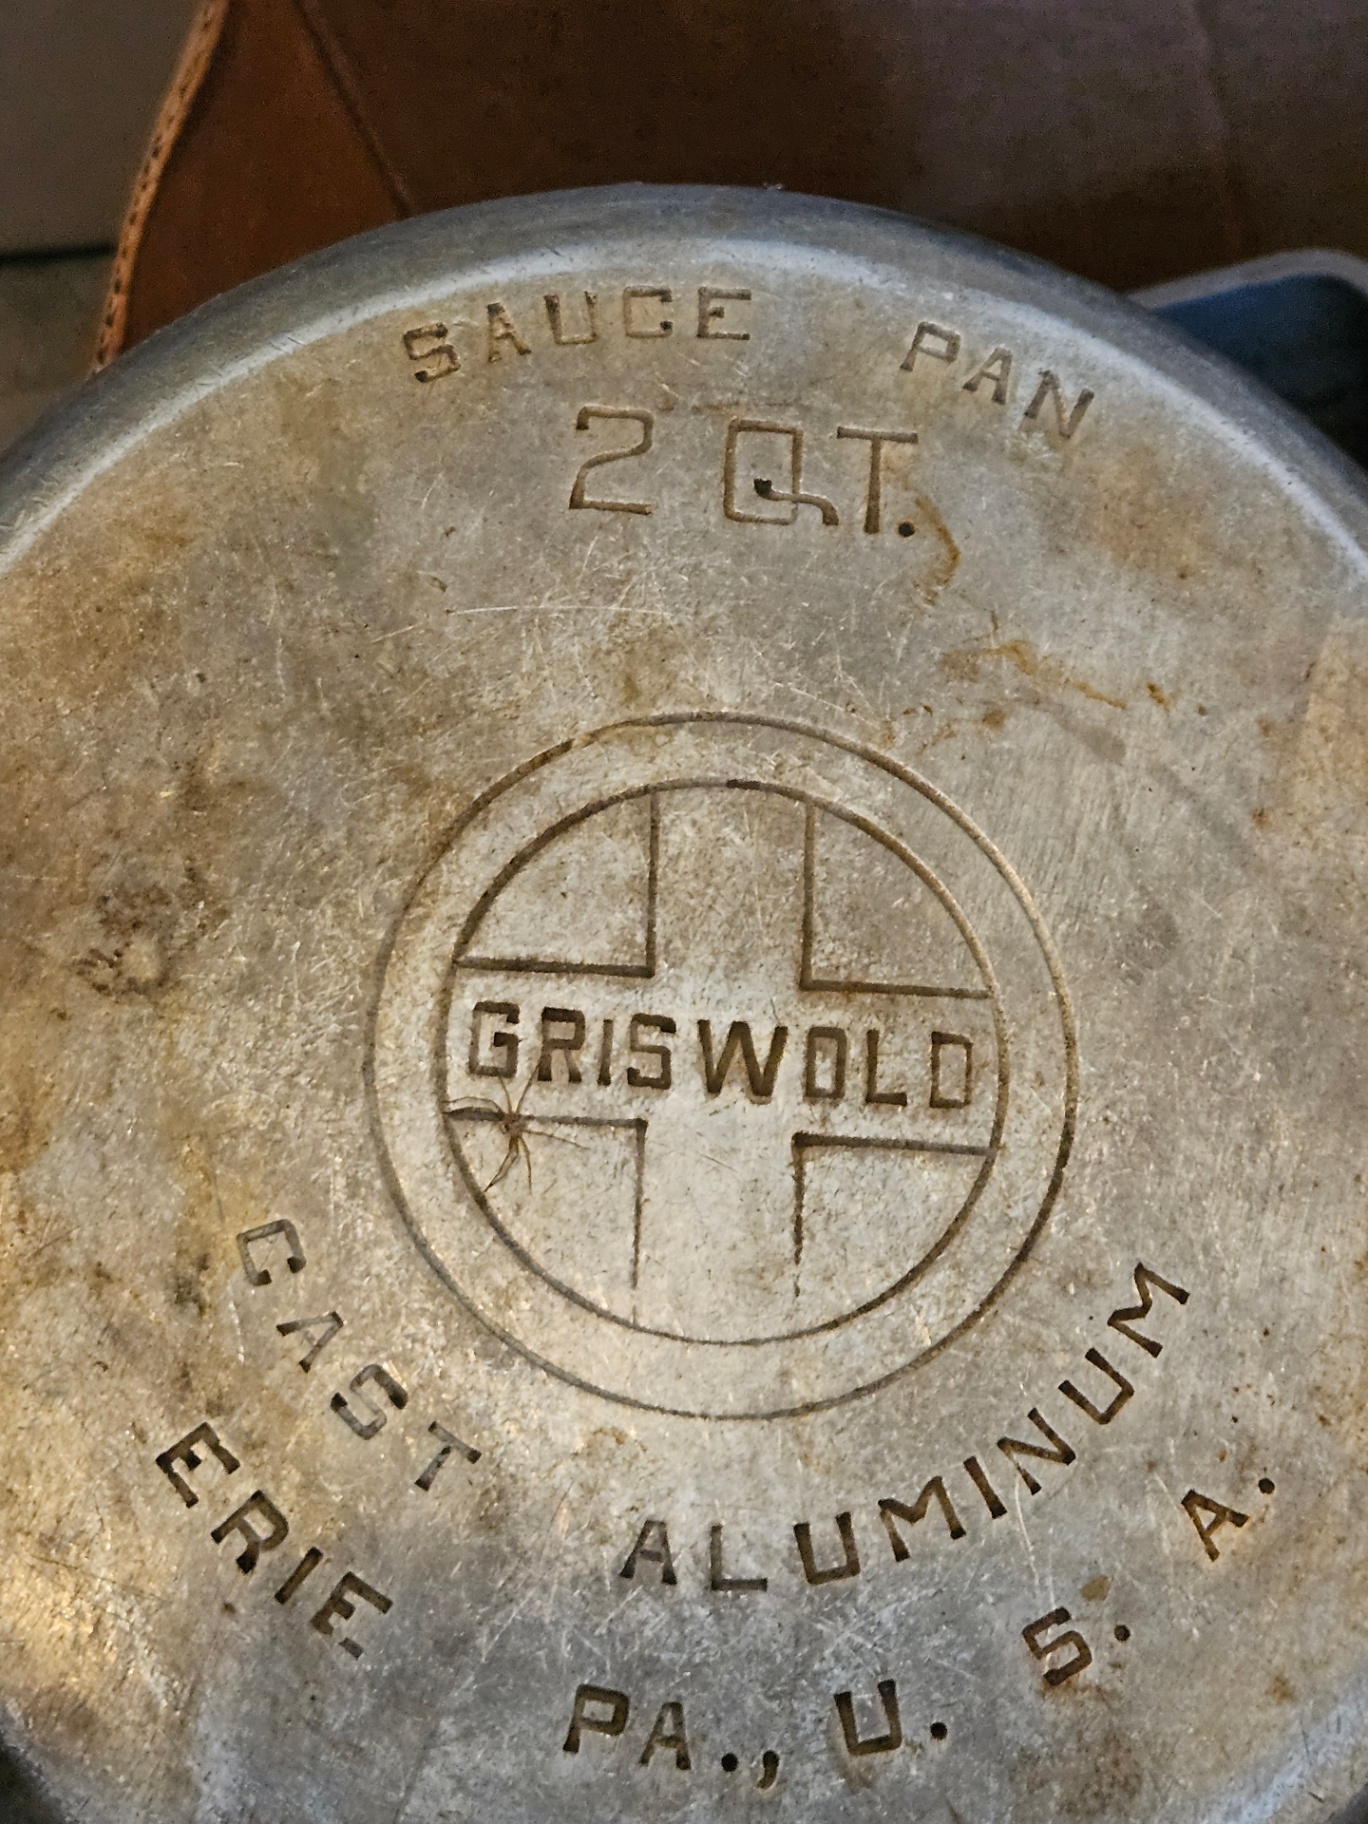 SAUCE PAN
2 QT.
GRISWOLD
CAST ALUMINUM
ERIE PA., U. S. A.